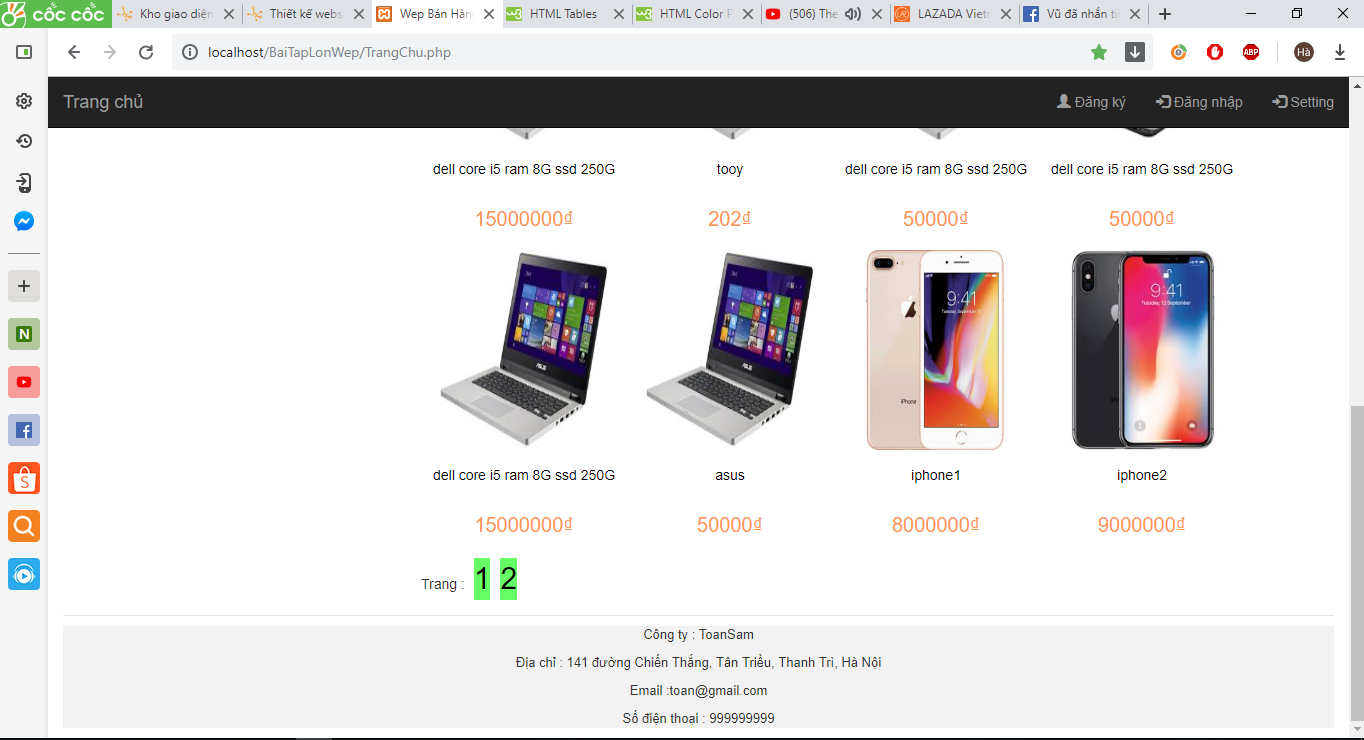 cốc cốc
Kho giao diện
Thiết kế webs
Wep Bán Hàn
HTML Tables
HTML Color P
(506) The
LAZADA Vietn
Vũ đã nhắn ti
localhost/BaiTapLonWep/TrangChu.php
ABP
Hà
Trang chủ
Đăng ký
Đăng nhập
Setting
dell core i5 ram 8G ssd 250G
tooy
dell core i5 ram 8G ssd 250G
dell core i5 ram 8G ssd 250G
15000000₫
202₫
50000₫
50000₫
ASUS
ASUS
9:41
iPhone
9:41
dell core i5 ram 8G ssd 250G
asus
iphone1
iphone2
15000000₫
50000₫
8000000₫
9000000₫
Trang : 1 2
Công ty : ToanSam
Địa chỉ : 141 đường Chiến Thắng, Tân Triều, Thanh Trì, Hà Nội
Email :toan@gmail.com
Số điện thoại : 999999999